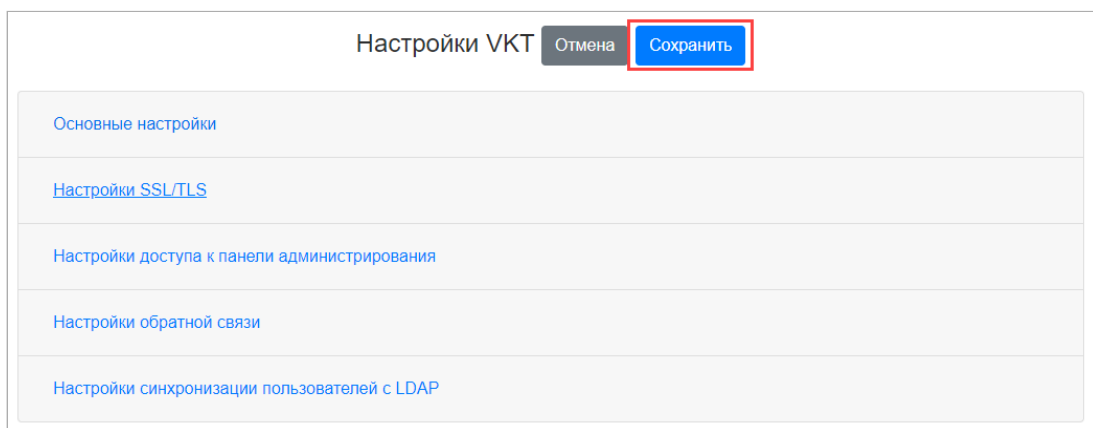 Настройки VKT Отмена Сохранить
Основные настройки
Настройки SSL/TLS
Настройки доступа к панели администрирования
Настройки обратной связи
Настройки синхронизации пользователей с LDAP